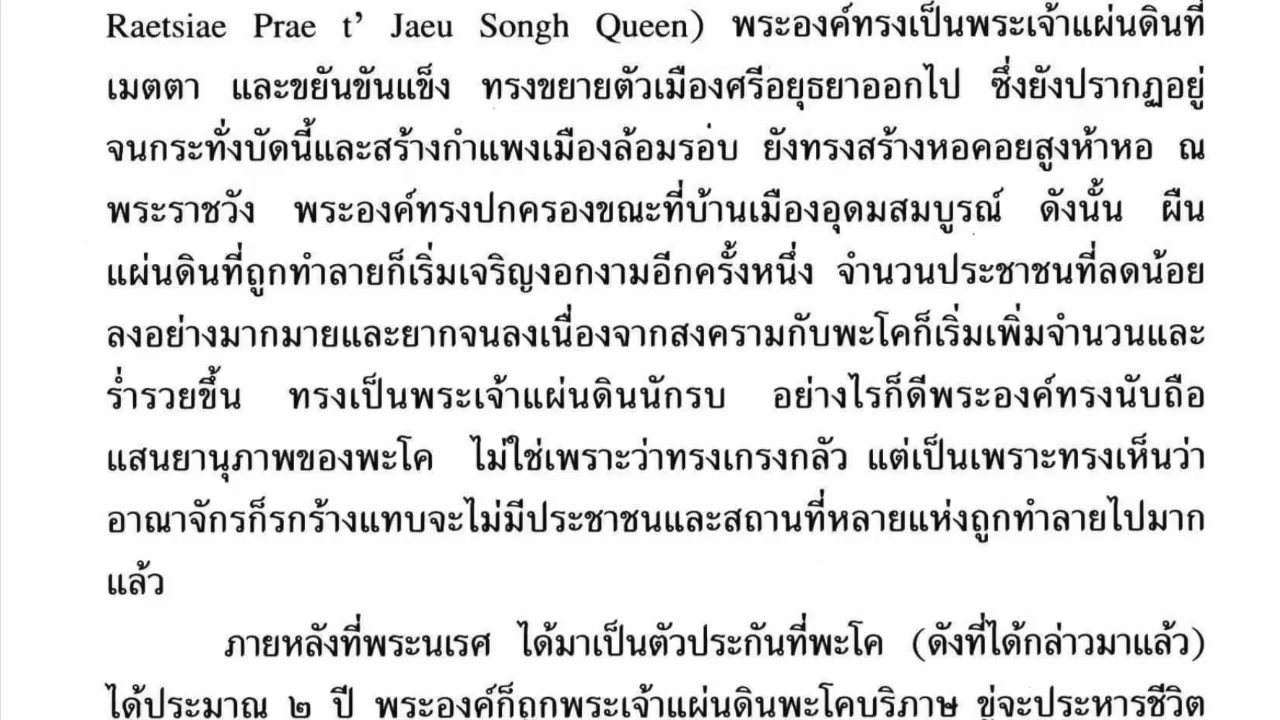 Raetsiae Prae t’ Jaeu Songh Queen) พระองค์ทรงเป็นพระเจ้าแผ่นดินที่
เมตตา และขยันขันแข็ง ทรงขยายตัวเมืองศรีอยุธยาออกไป ซึ่งยังปรากฏอยู่
จนกระทั่งบัดนี้และสร้างกำแพงเมืองล้อมรอบ ยังทรงสร้างหอคอยสูงห้าหอ ณ
พระราชวัง พระองค์ทรงปกครองขณะที่บ้านเมืองอุดมสมบูรณ์ ดังนั้น ผืน
แผ่นดินที่ถูกทำลายก็เริ่มเจริญงอกงามอีกครั้งหนึ่ง จำนวนประชาชนที่ลดน้อย
ลงอย่างมากมายและยากจนลงเนื่องจากสงครามกับพะโคก็เริ่มเพิ่มจำนวนและ
ร่ำรวยขึ้น ทรงเป็นพระเจ้าแผ่นดินนักรบ อย่างไรก็ดีพระองค์ทรงนับถือ
แสนยานุภาพของพะโค ไม่ใช่เพราะว่าทรงเกรงกลัว แต่เป็นเพราะทรงเห็นว่า
อาณาจักรก็รกร้างแทบจะไม่มีประชาชนและสถานที่หลายแห่งถูกทำลายไปมาก
แล้ว
ภายหลังที่พระนเรศ ได้มาเป็นตัวประกันที่พะโค (ดังที่ได้กล่าวมาแล้ว)
ได้ประมาณ ๒ ปี พระองค์ก็ถูกพระเจ้าแผ่นดินพะโคบริภาษ ขู่จะประหารชีวิต